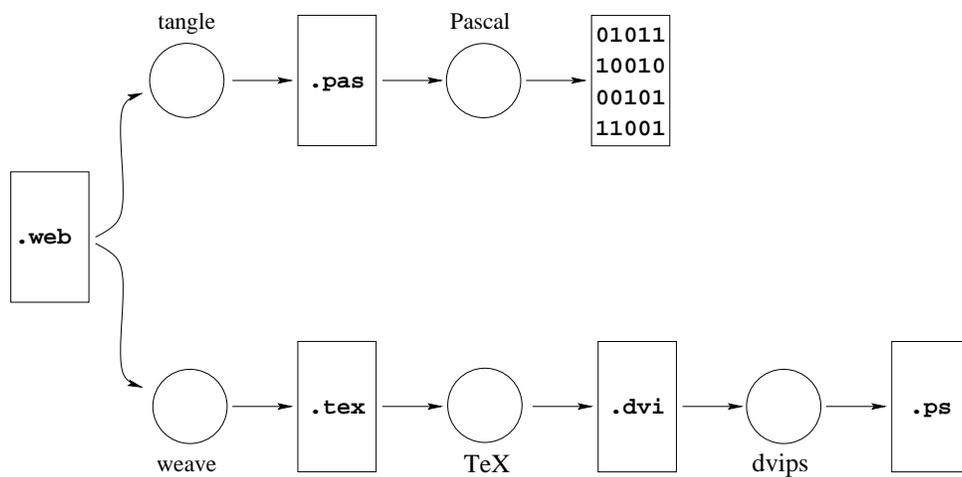 tangle
Pascal
.pas
01011
10010
00101
11001
.web
.tex
.dvi
.ps
weave
TeX
dvips